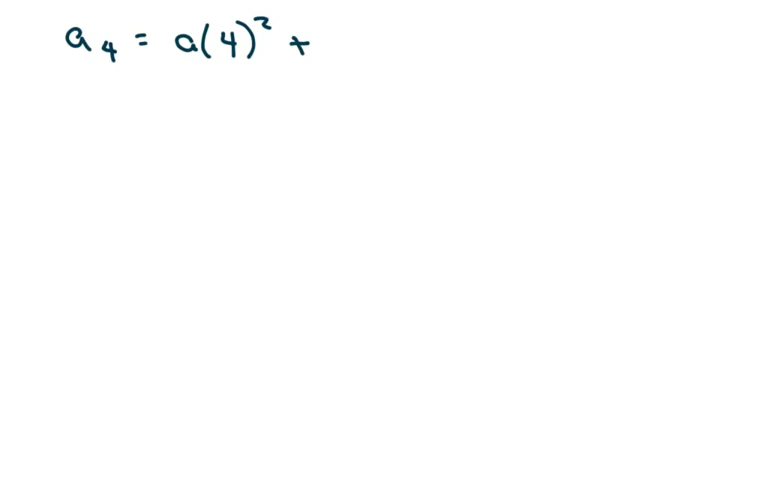 a₄ = a(4)² +